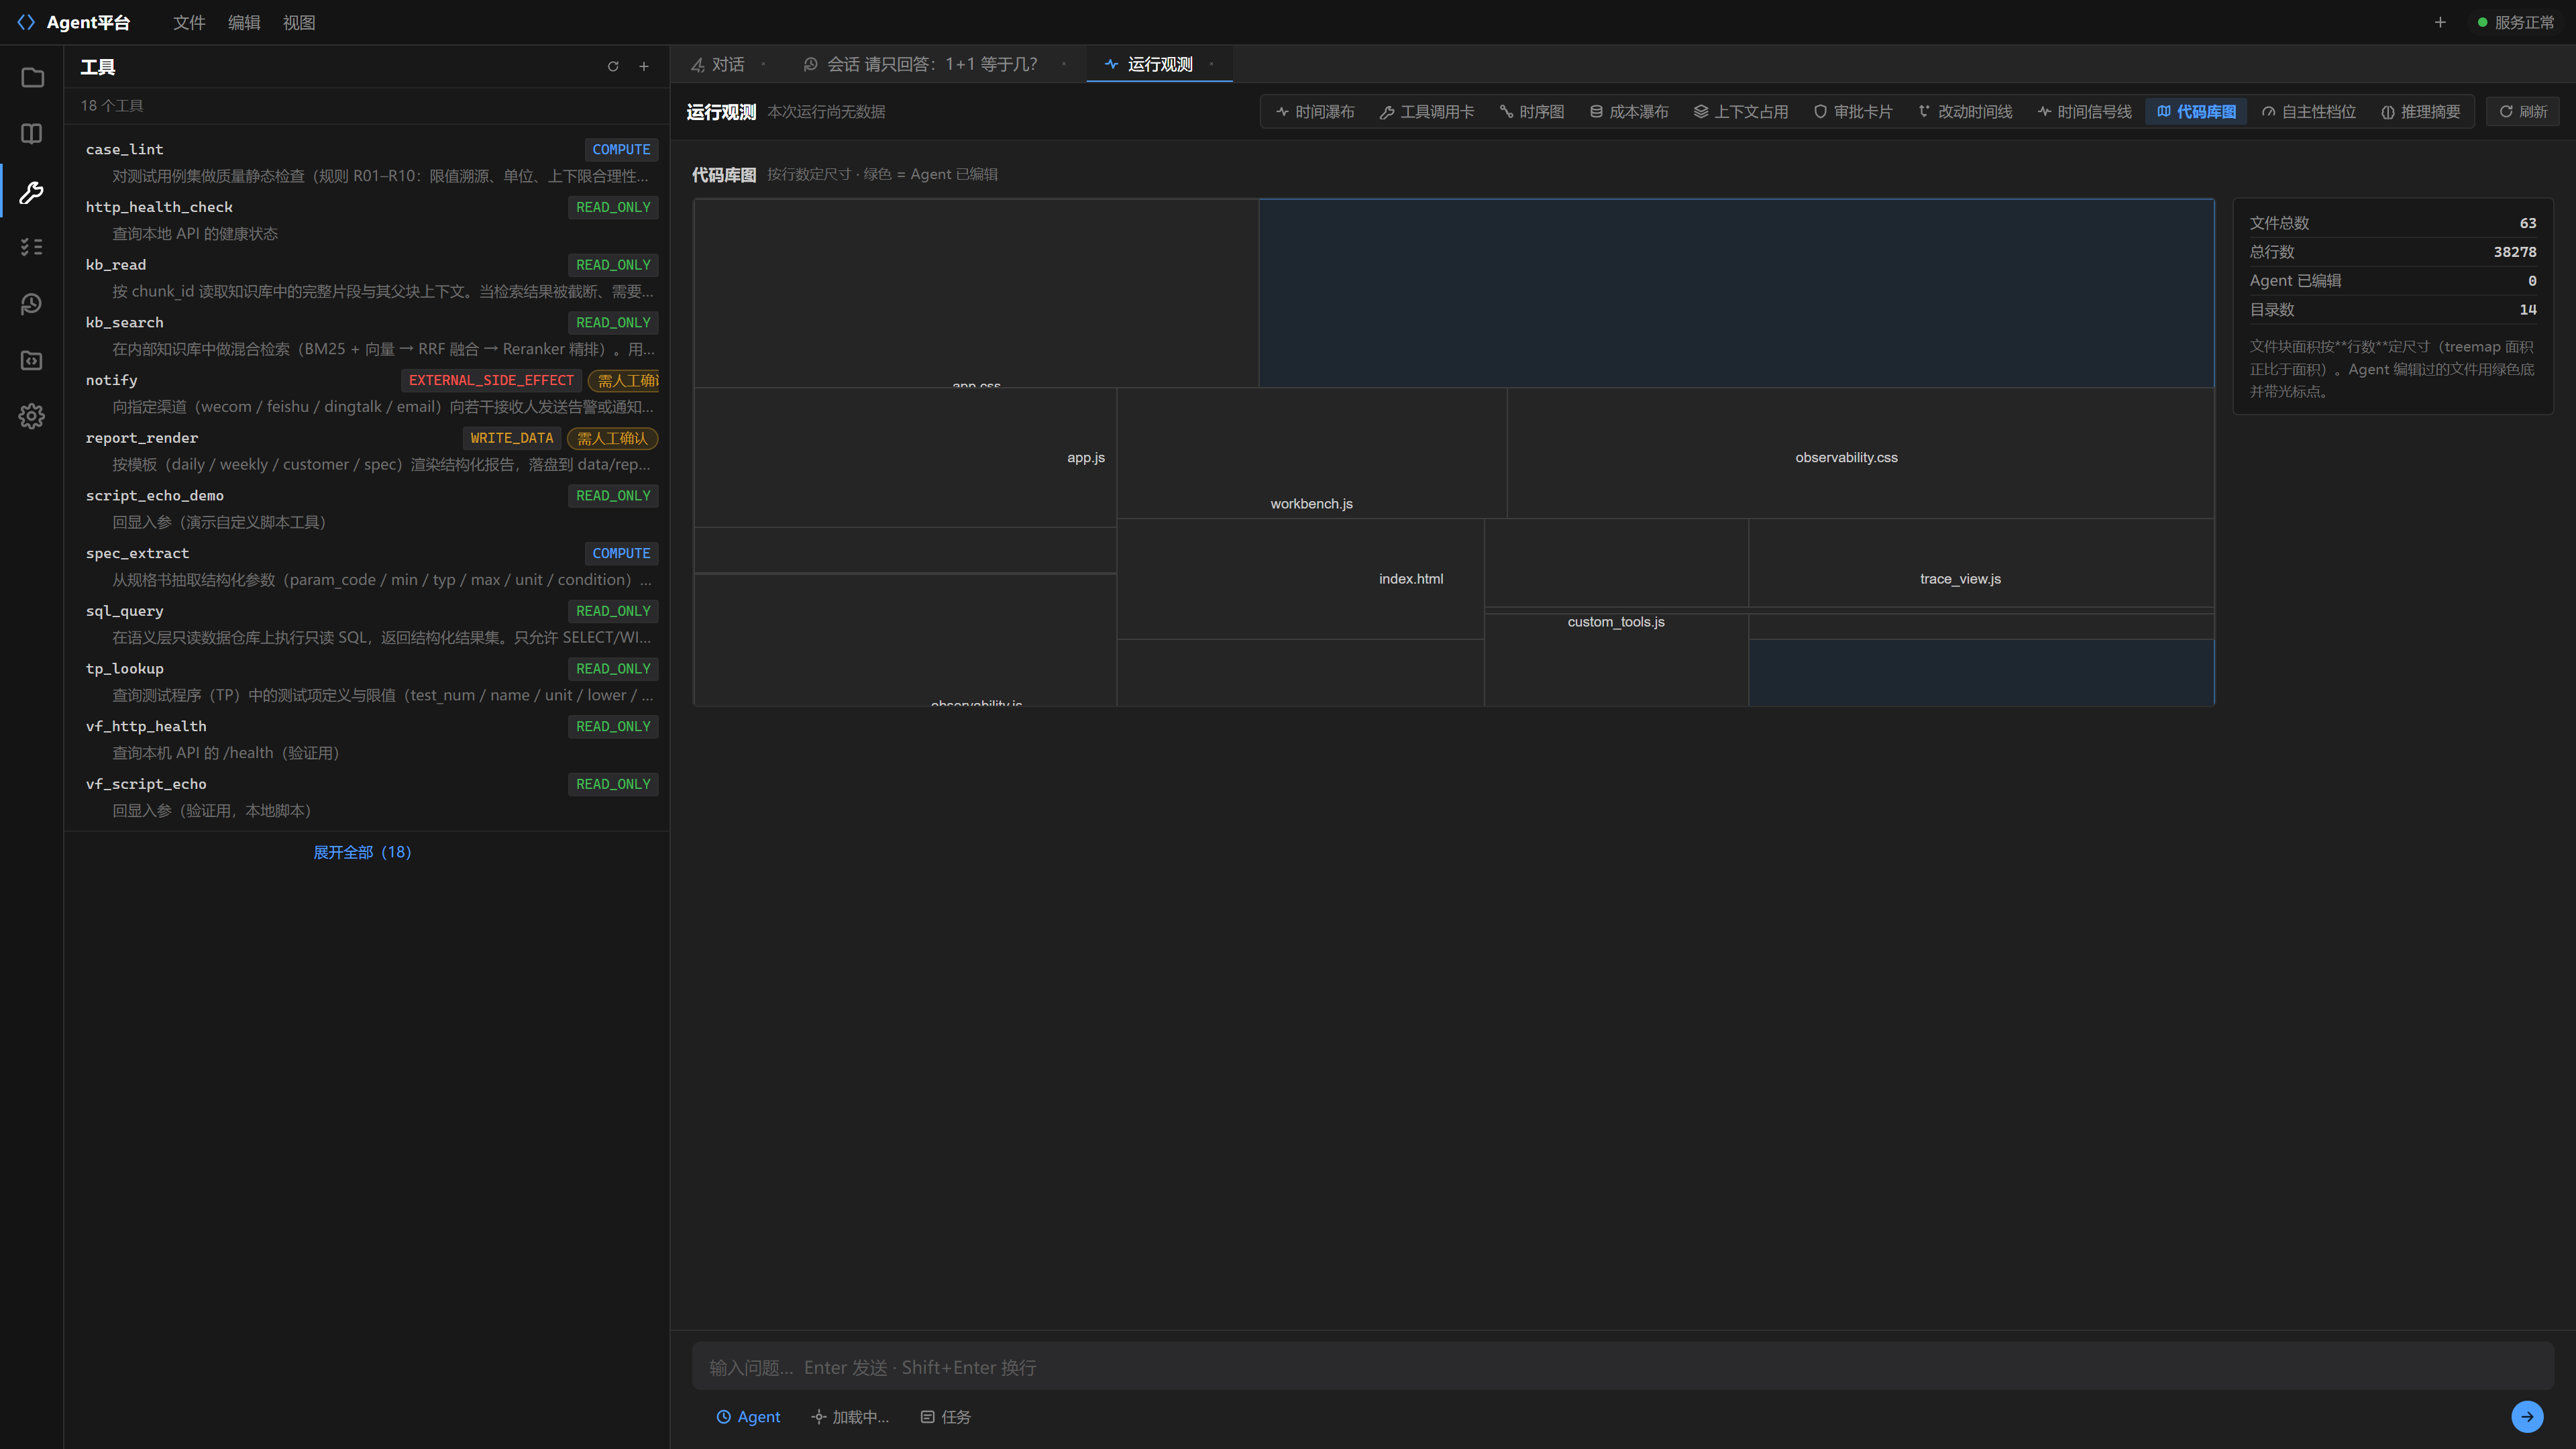 Agent平台 文件 编辑 视图 服务正常
工具
18 个工具
case_lint COMPUTE
对测试用例集做质量静态检查（规则 R01–R10：限值溯源、单位、上下限合理性...
http_health_check READ_ONLY
查询本地 API 的健康状态
kb_read READ_ONLY
按 chunk_id 读取知识库中的完整片段与其父块上下文。当检索结果被截断、需要...
kb_search READ_ONLY
在内部知识库中做混合检索（BM25 + 向量 → RRF 融合 → Reranker 精排）。用...
notify EXTERNAL_SIDE_EFFECT 需人工确认
向指定渠道（wecom / feishu / dingtalk / email）向若干接收人发送告警或通知...
report_render WRITE_DATA 需人工确认
按模板（daily / weekly / customer / spec）渲染结构化报告，落盘到 data/rep...
script_echo_demo READ_ONLY
回显入参（演示自定义脚本工具）
spec_extract COMPUTE
从规格书抽取结构化参数（param_code / min / typ / max / unit / condition）...
sql_query READ_ONLY
在语义层只读数据仓库上执行只读 SQL，返回结构化结果集。只允许 SELECT/WI...
tp_lookup READ_ONLY
查询测试程序（TP）中的测试项定义与限值（test_num / name / unit / lower / ...
vf_http_health READ_ONLY
查询本机 API 的 /health（验证用）
vf_script_echo READ_ONLY
回显入参（验证用，本地脚本）
展开全部（18）
对话 · 会话 请只回答：1+1 等于几？ · 运行观测 ·
运行观测 本次运行尚无数据 时间瀑布 工具调用卡 时序图 成本瀑布 上下文占用 审批卡片 改动时间线 时间信号线 代码库图 自主性档位 推理摘要 刷新
代码库图 按行数定尺寸 · 绿色 = Agent 已编辑
app.css
app.js
observability.css
workbench.js
index.html
trace_view.js
custom_tools.js
observability.js
文件总数 63
总行数 38278
Agent 已编辑 0
目录数 14
文件块面积按**行数**定尺寸（treemap 面积
正比于面积）。Agent 编辑过的文件用绿色底
并带光标点。
输入问题... Enter 发送 · Shift+Enter 换行
Agent 加载中... 任务